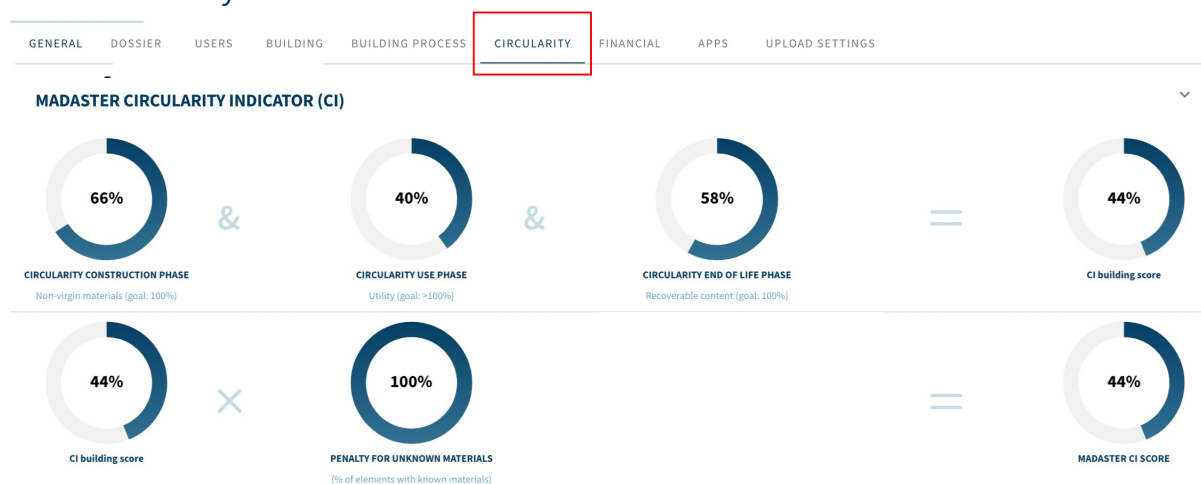 GENERAL DOSSIER USERS BUILDING BUILDING PROCESS CIRCULARITY FINANCIAL APPS UPLOAD SETTINGS
MADASTER CIRCULARITY INDICATOR (CI)
66% & 40% & 58% = 44%
CIRCULARITY CONSTRUCTION PHASE CIRCULARITY USE PHASE CIRCULARITY END OF LIFE PHASE CI building score
Non-virgin materials (goal: 100%) Utility (goal: >100%) Recoverable content (goal: 100%)
44% × 100% = 44%
CI building score PENALTY FOR UNKNOWN MATERIALS MADASTER CI SCORE
(% of elements with known materials)